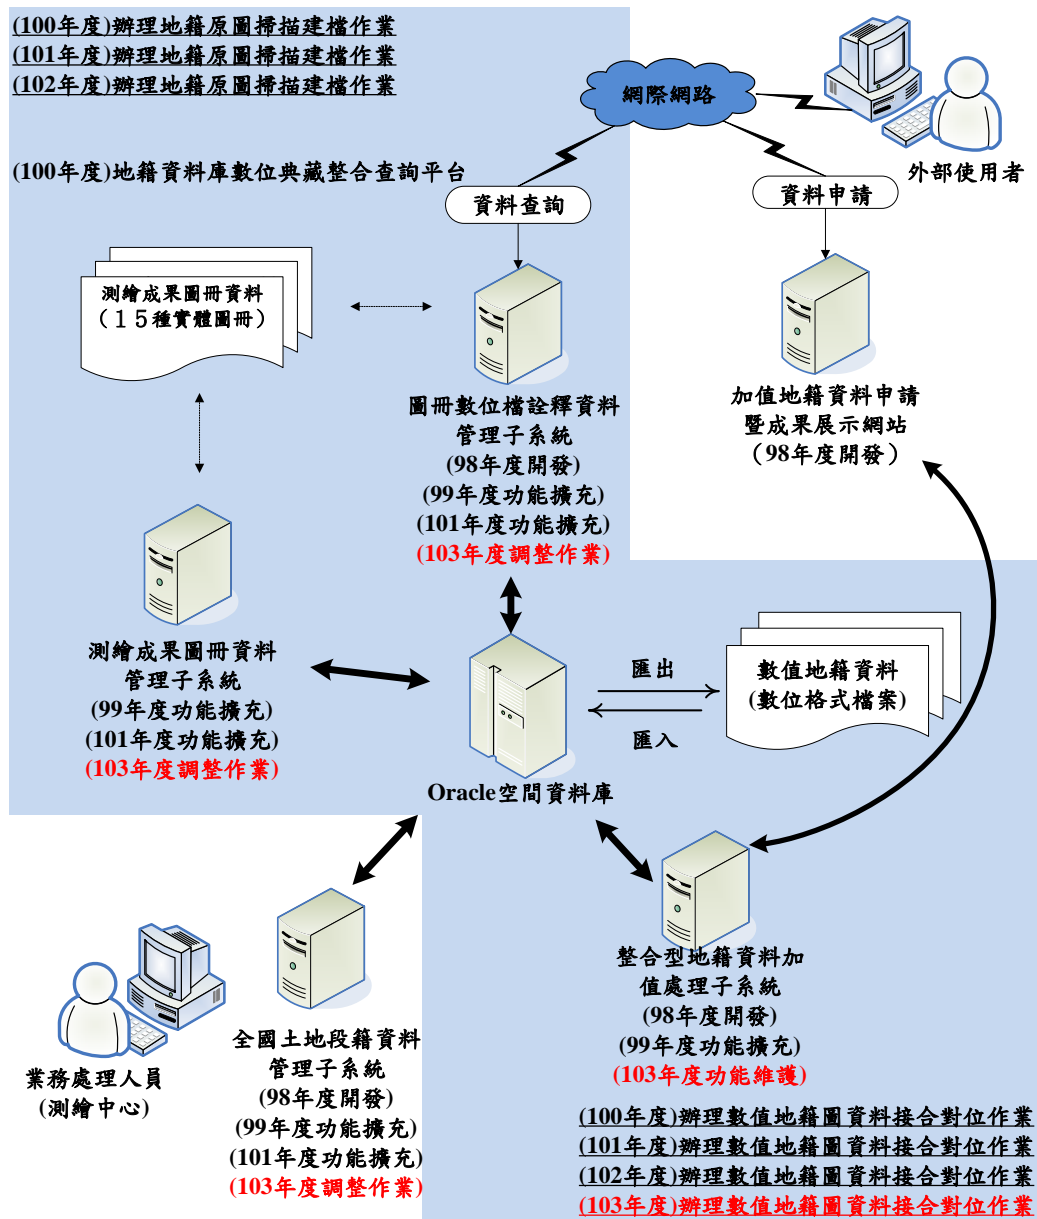 (100年度)辦理地籍原圖掃描建檔作業
(101年度)辦理地籍原圖掃描建檔作業
(102年度)辦理地籍原圖掃描建檔作業
網際網路
外部使用者
(100年度)地籍資料庫數位典藏整合查詢平台
資料查詢
資料申請
測繪成果圖冊資料
（１５種實體圖冊）
圖冊數位檔詮釋資料
管理子系統
(98年度開發)
(99年度功能擴充)
(101年度功能擴充)
(103年度調整作業)
加值地籍資料申請
暨成果展示網站
（98年度開發）
測繪成果圖冊資料
管理子系統
(99年度功能擴充)
(101年度功能擴充)
(103年度調整作業)
匯出
匯入
數值地籍資料
(數位格式檔案)
Oracle空間資料庫
業務處理人員
(測繪中心)
全國土地段籍資料
管理子系統
(98年度開發)
(99年度功能擴充)
(101年度功能擴充)
(103年度調整作業)
整合型地籍資料加
值處理子系統
(98年度開發)
(99年度功能擴充)
(103年度功能維護)
(100年度)辦理數值地籍圖資料接合對位作業
(101年度)辦理數值地籍圖資料接合對位作業
(102年度)辦理數值地籍圖資料接合對位作業
(103年度)辦理數值地籍圖資料接合對位作業